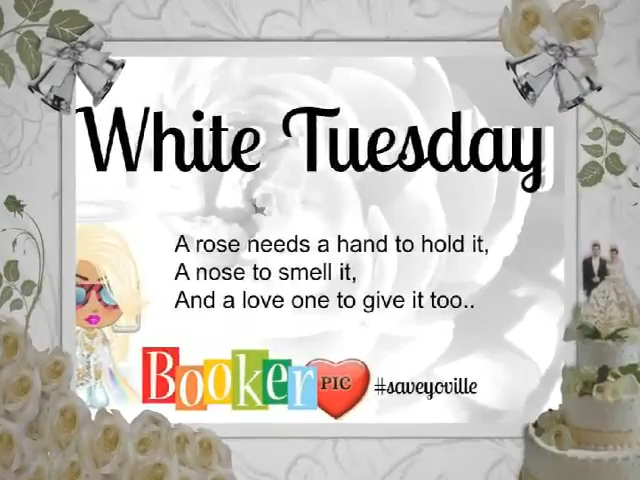 White Tuesday
A rose needs a hand to hold it,
A nose to smell it,
And a love one to give it too..
Booker PIC #saveyoville